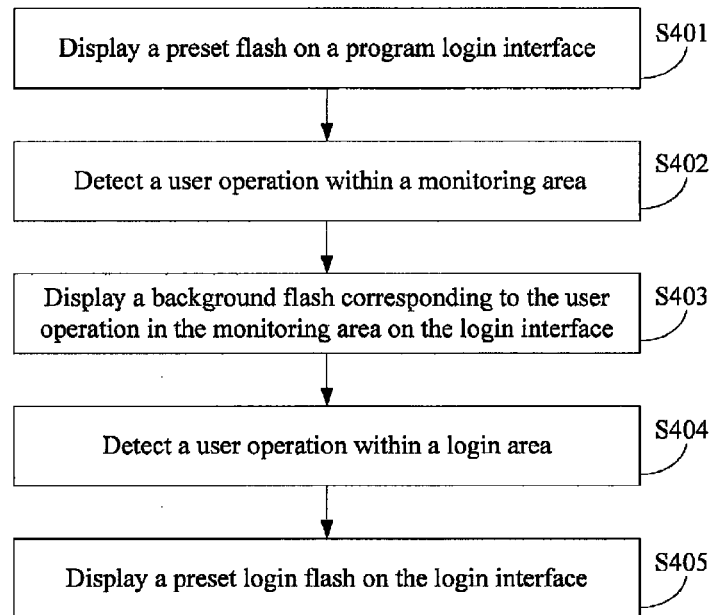 Display a preset flash on a program login interface
S401
Detect a user operation within a monitoring area
S402
Display a background flash corresponding to the user
operation in the monitoring area on the login interface
S403
Detect a user operation within a login area
S404
Display a preset login flash on the login interface
S405